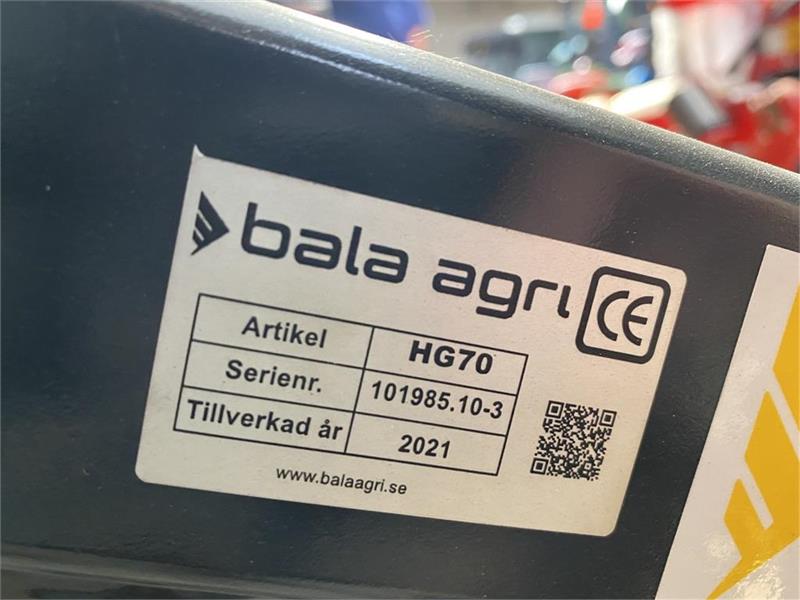 bala agri CE
Artikel HG70
Serienr. 101985.10-3
Tillverkad år 2021
www.balaagri.se